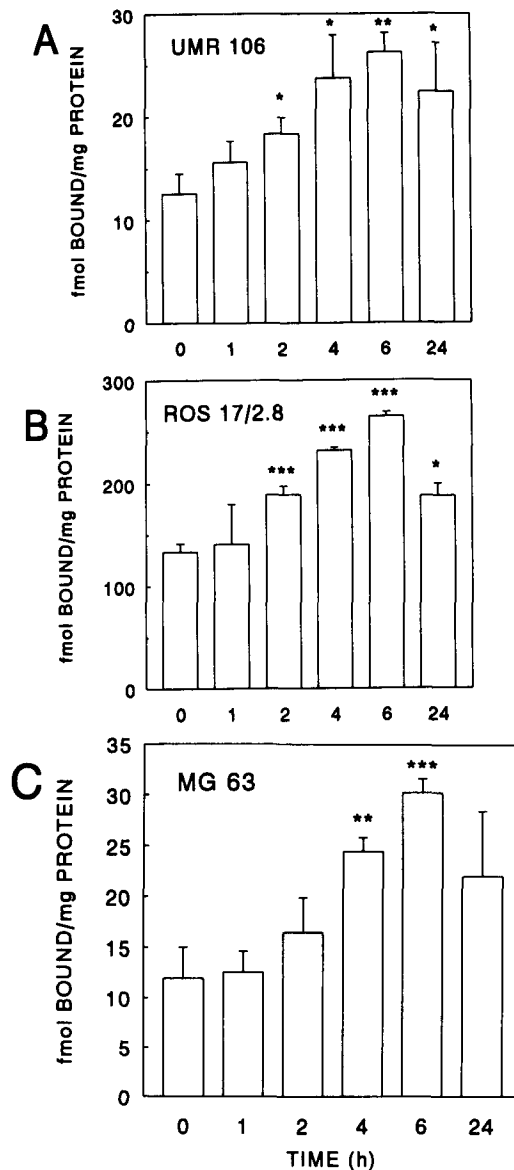 A
UMR 106
fmol BOUND/mg PROTEIN
30
20
10
0
*
*
**
*
0 1 2 4 6 24
B
ROS 17/2.8
fmol BOUND/mg PROTEIN
300
200
100
0
***
***
***
*
0 1 2 4 6 24
C
MG 63
fmol BOUND/mg PROTEIN
35
30
25
20
15
10
5
0
**
***
0 1 2 4 6 24
TIME (h)